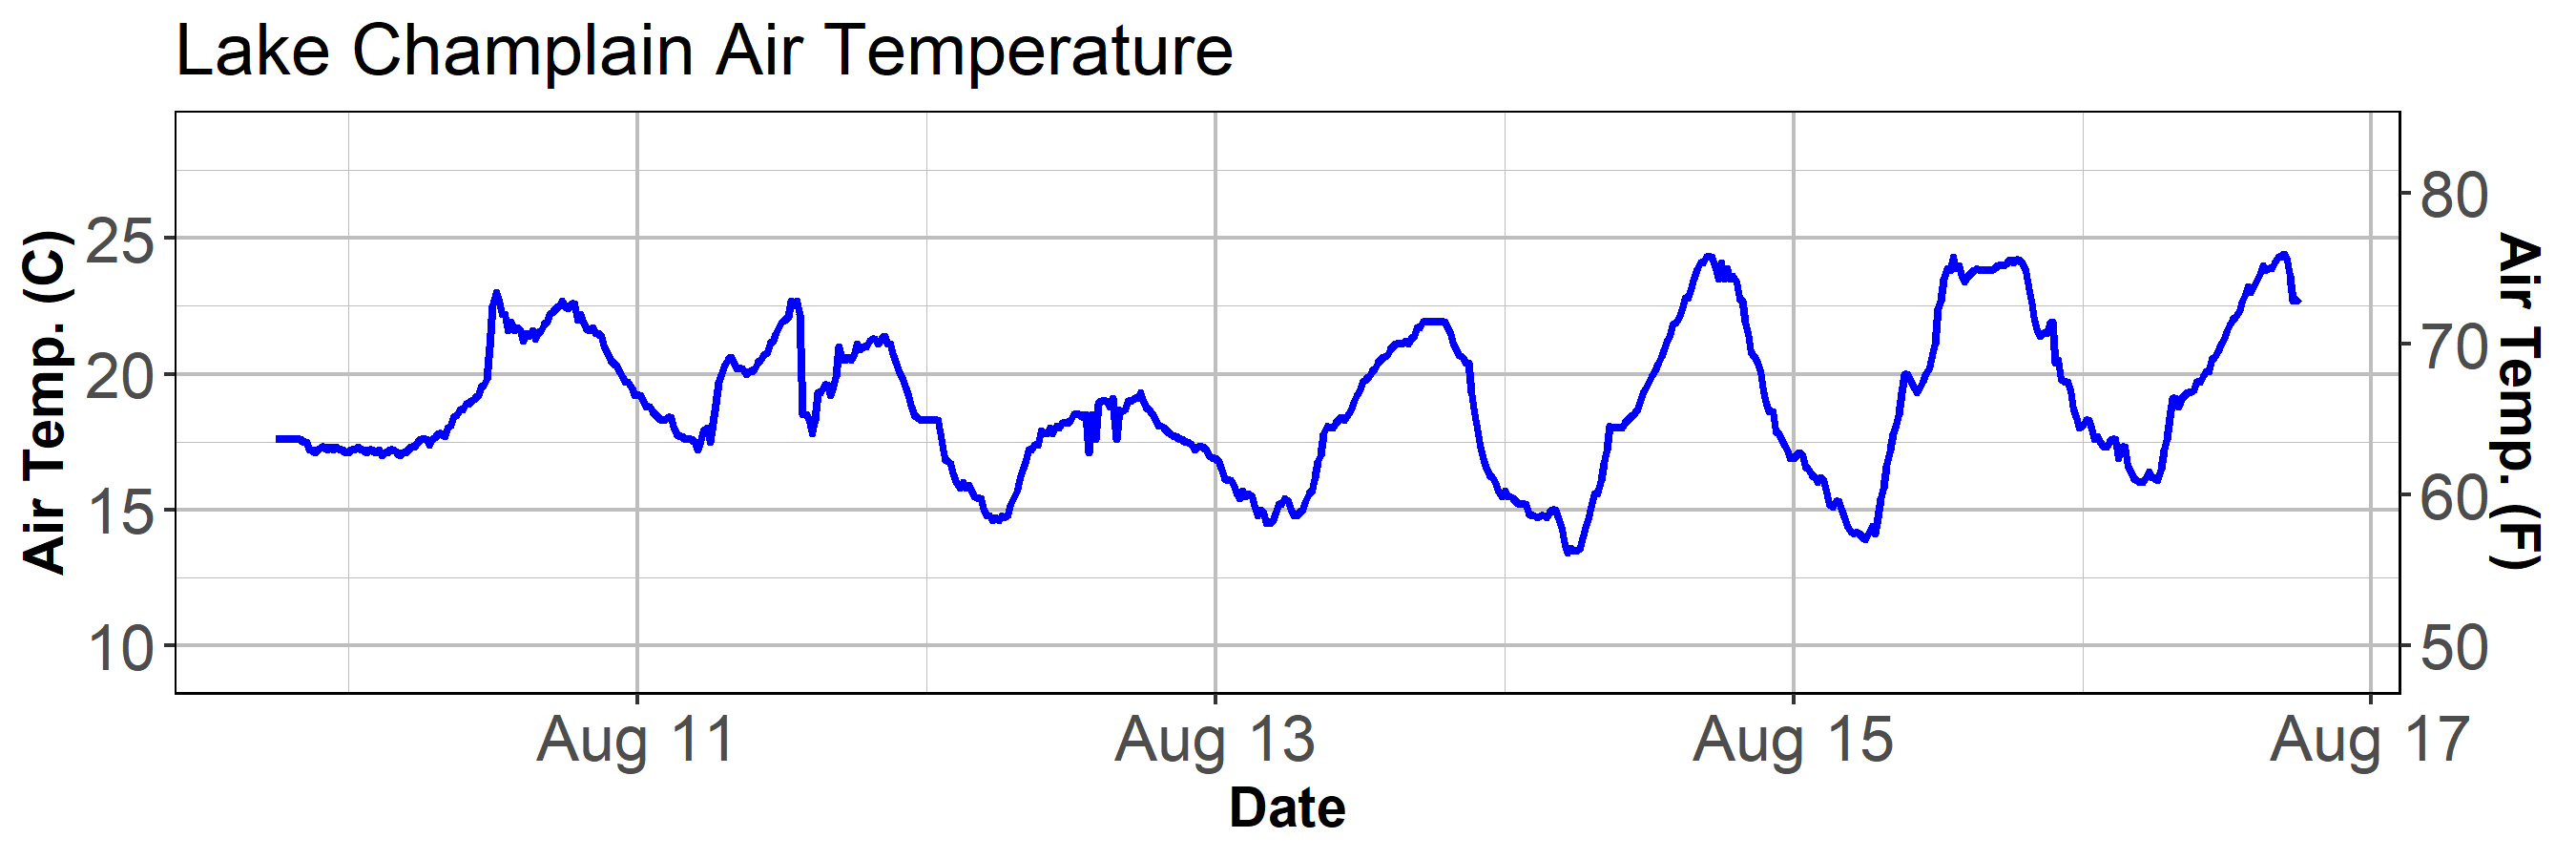 Lake Champlain Air Temperature
Air Temp. (C)
25
20
15
10
80
70
60
50
Air Temp. (F)
Aug 11
Aug 13
Aug 15
Aug 17
Date